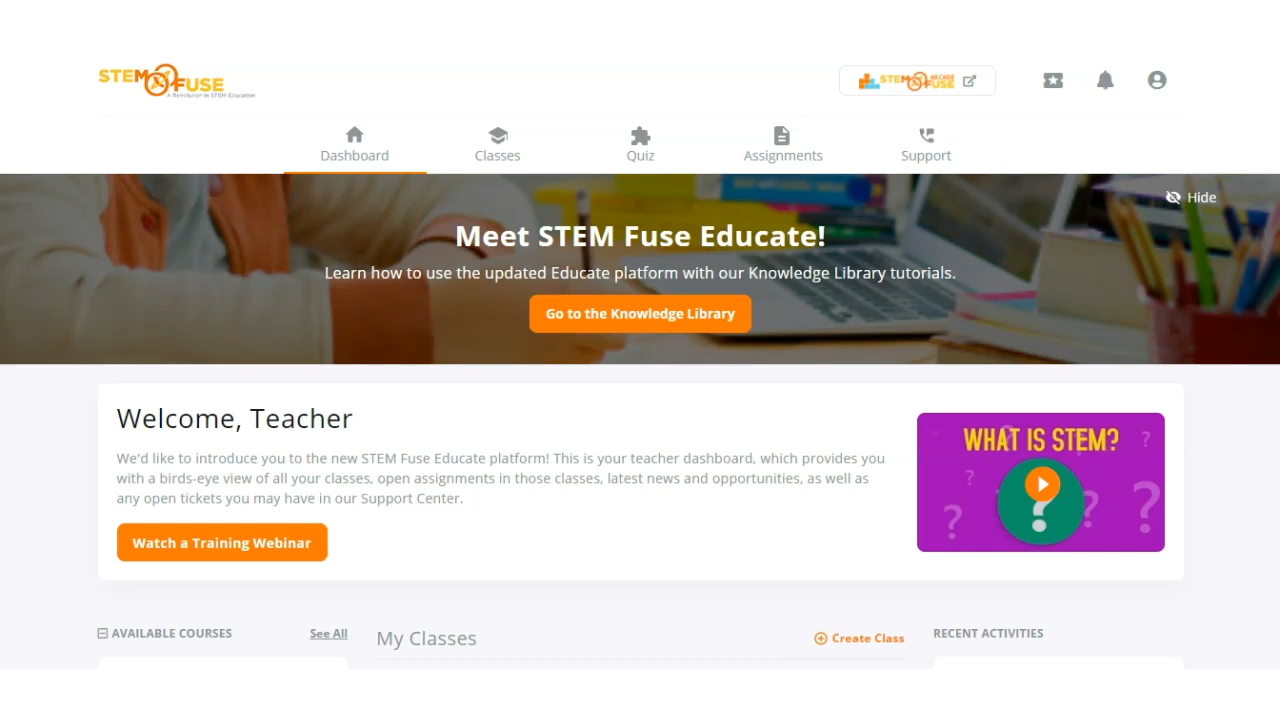 STEM FUSE
A Revolution in STEM Education
STEM FUSE ARCADE
Dashboard
Classes
Quiz
Assignments
Support
Hide
Meet STEM Fuse Educate!
Learn how to use the updated Educate platform with our Knowledge Library tutorials.
Go to the Knowledge Library
Welcome, Teacher
We'd like to introduce you to the new STEM Fuse Educate platform! This is your teacher dashboard, which provides you
with a birds-eye view of all your classes, open assignments in those classes, latest news and opportunities, as well as
any open tickets you may have in our Support Center.
Watch a Training Webinar
WHAT IS STEM?
? ? ? ? ? ?
AVAILABLE COURSES
See All
My Classes
Create Class
RECENT ACTIVITIES